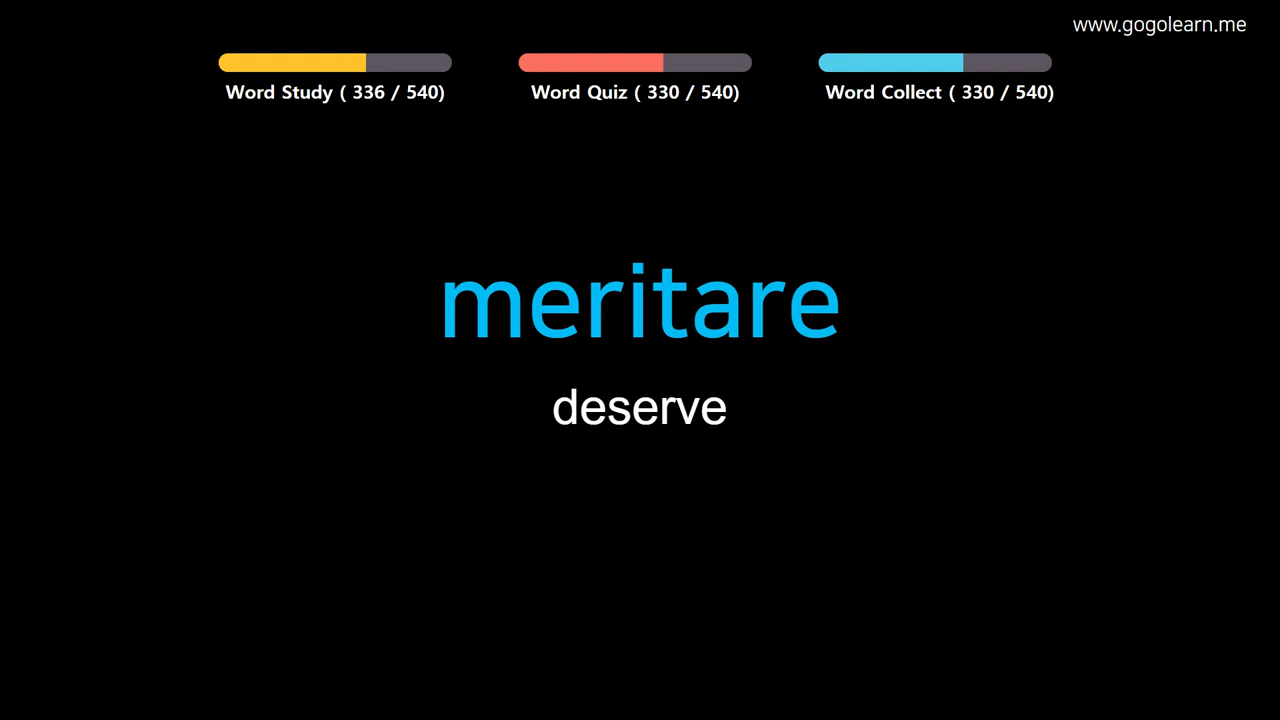 www.gogolearn.me
Word Study ( 336 / 540)
Word Quiz ( 330 / 540)
Word Collect ( 330 / 540)
meritare
deserve